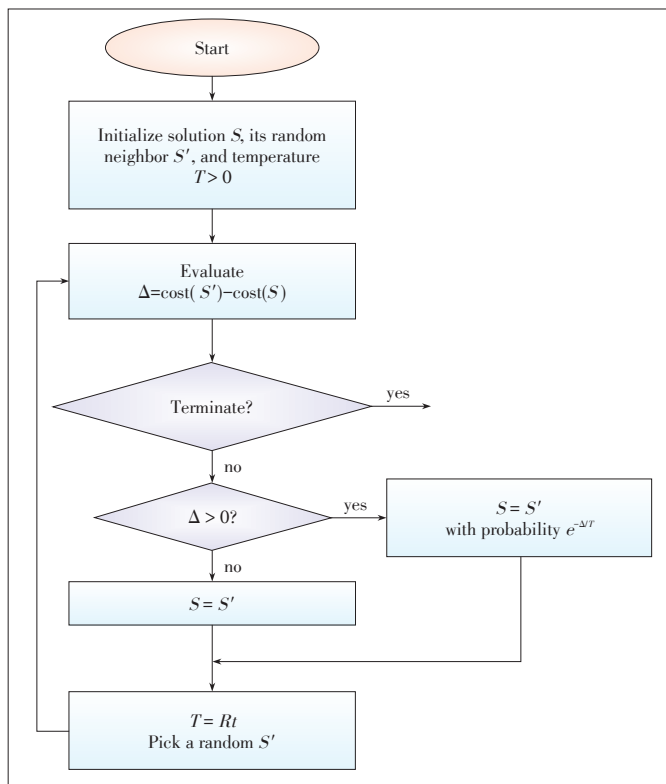 Start
Initialize solution S, its random
neighbor S′, and temperature
T > 0
Evaluate
Δ=cost( S′)−cost(S)
Terminate?
yes
no
Δ > 0?
yes
S = S′
with probability e^{-Δ/T}
no
S = S′
T = Rt
Pick a random S′